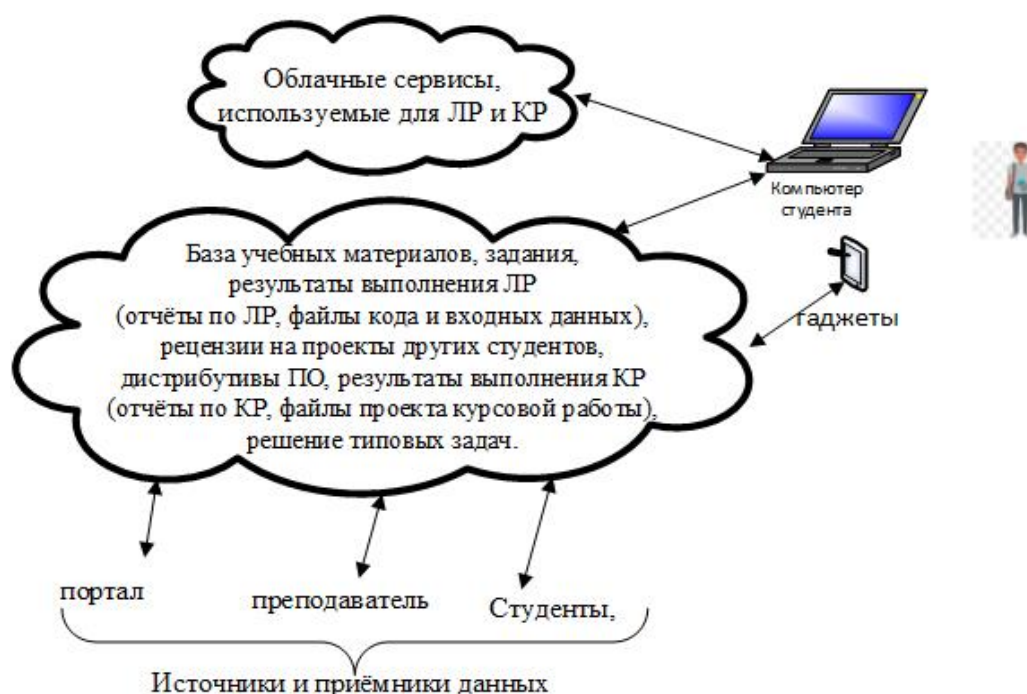 Облачные сервисы,
используемые для ЛР и КР
Компьютер
студента
База учебных материалов, задания,
результаты выполнения ЛР
(отчёты по ЛР, файлы кода и входных данных),
рецензии на проекты других студентов,
дистрибутивы ПО, результаты выполнения КР
(отчёты по КР, файлы проекта курсовой работы),
решение типовых задач.
гаджеты
портал
преподаватель
Студенты,
Источники и приёмники данных